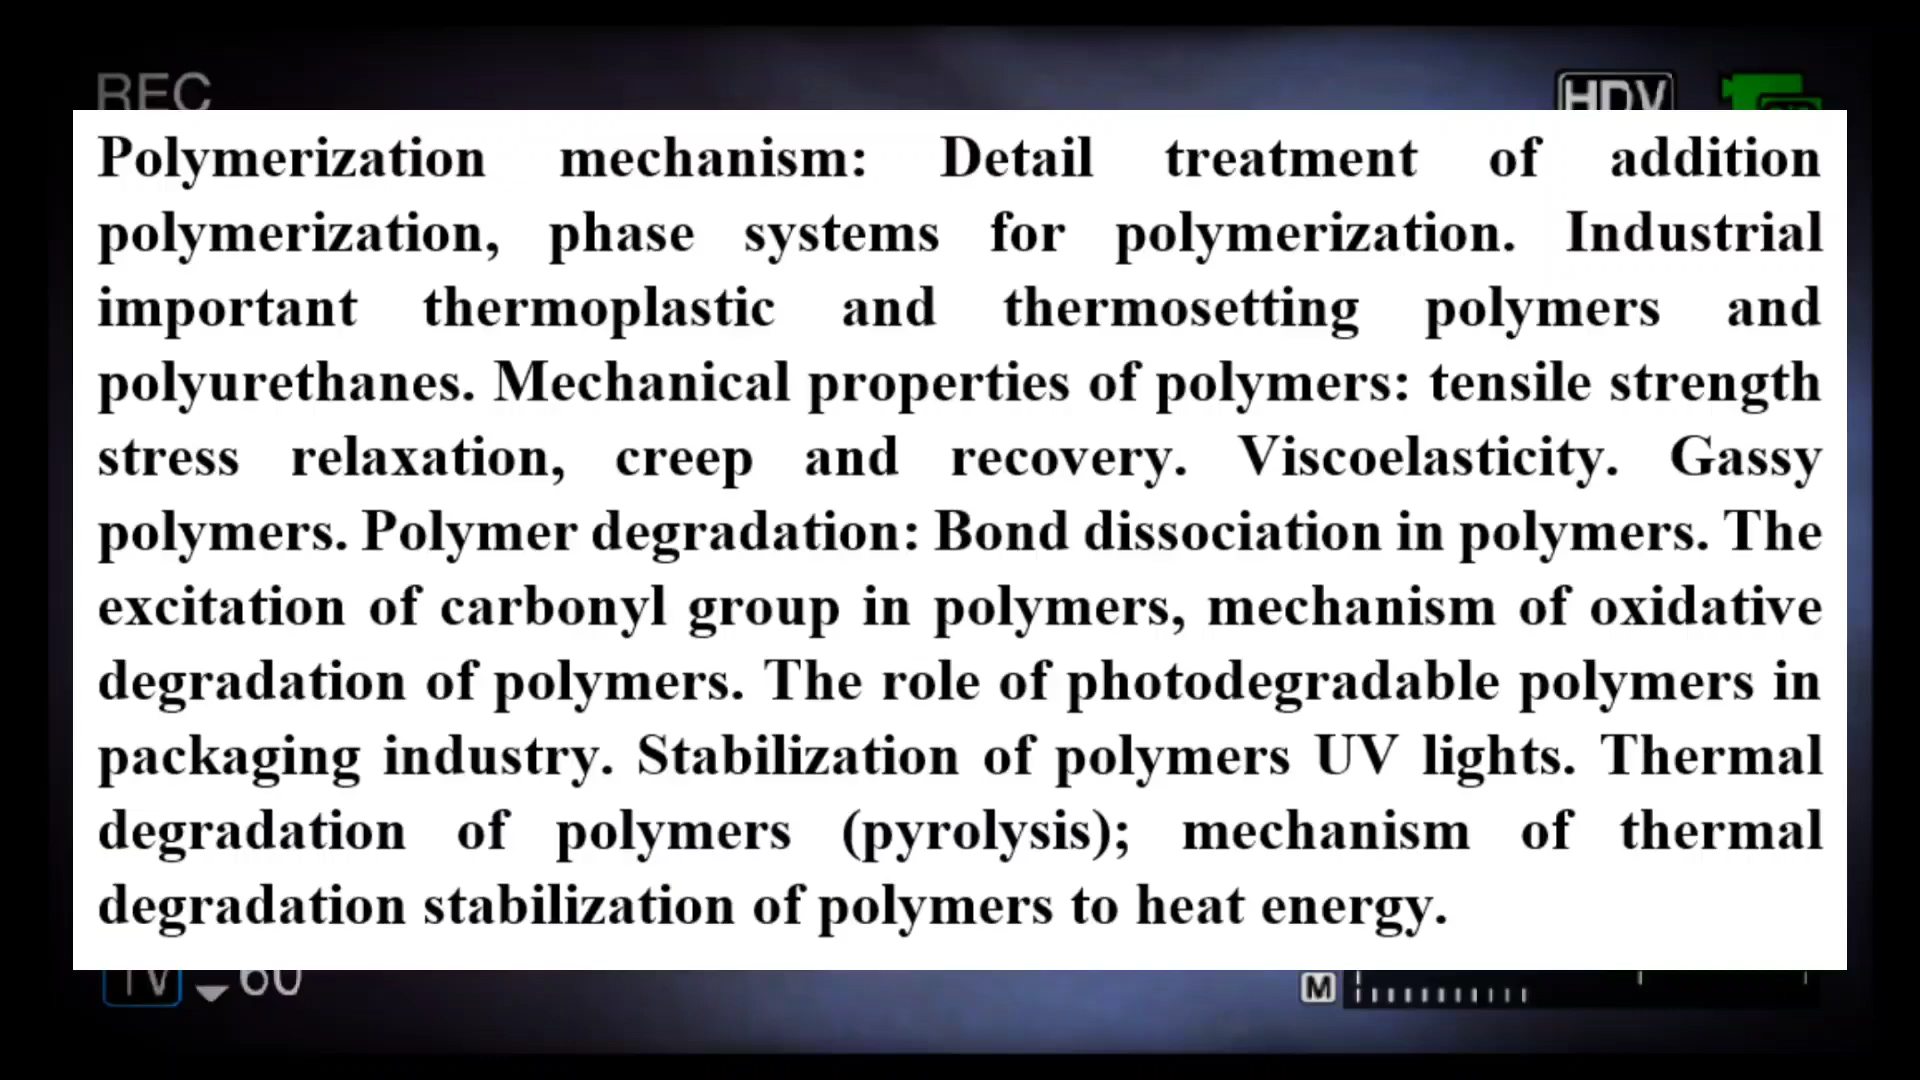 REC
HDV
Polymerization mechanism: Detail treatment of addition
polymerization, phase systems for polymerization. Industrial
important thermoplastic and thermosetting polymers and
polyurethanes. Mechanical properties of polymers: tensile strength
stress relaxation, creep and recovery. Viscoelasticity. Gassy
polymers. Polymer degradation: Bond dissociation in polymers. The
excitation of carbonyl group in polymers, mechanism of oxidative
degradation of polymers. The role of photodegradable polymers in
packaging industry. Stabilization of polymers UV lights. Thermal
degradation of polymers (pyrolysis); mechanism of thermal
degradation stabilization of polymers to heat energy.
TV 60
M